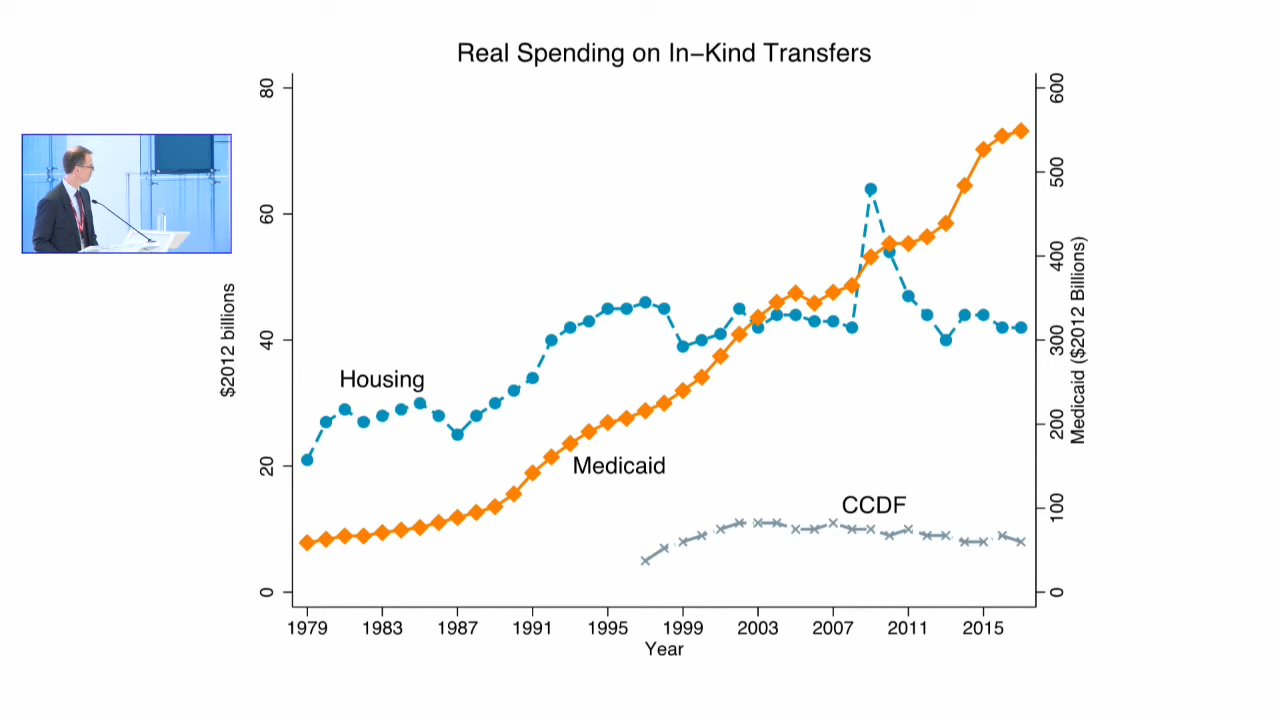 Real Spending on In−Kind Transfers
80
60
40
20
0
$2012 billions
600
500
400
300
200
100
0
Medicaid ($2012 Billions)
Housing
Medicaid
CCDF
1979 1983 1987 1991 1995 1999 2003 2007 2011 2015
Year